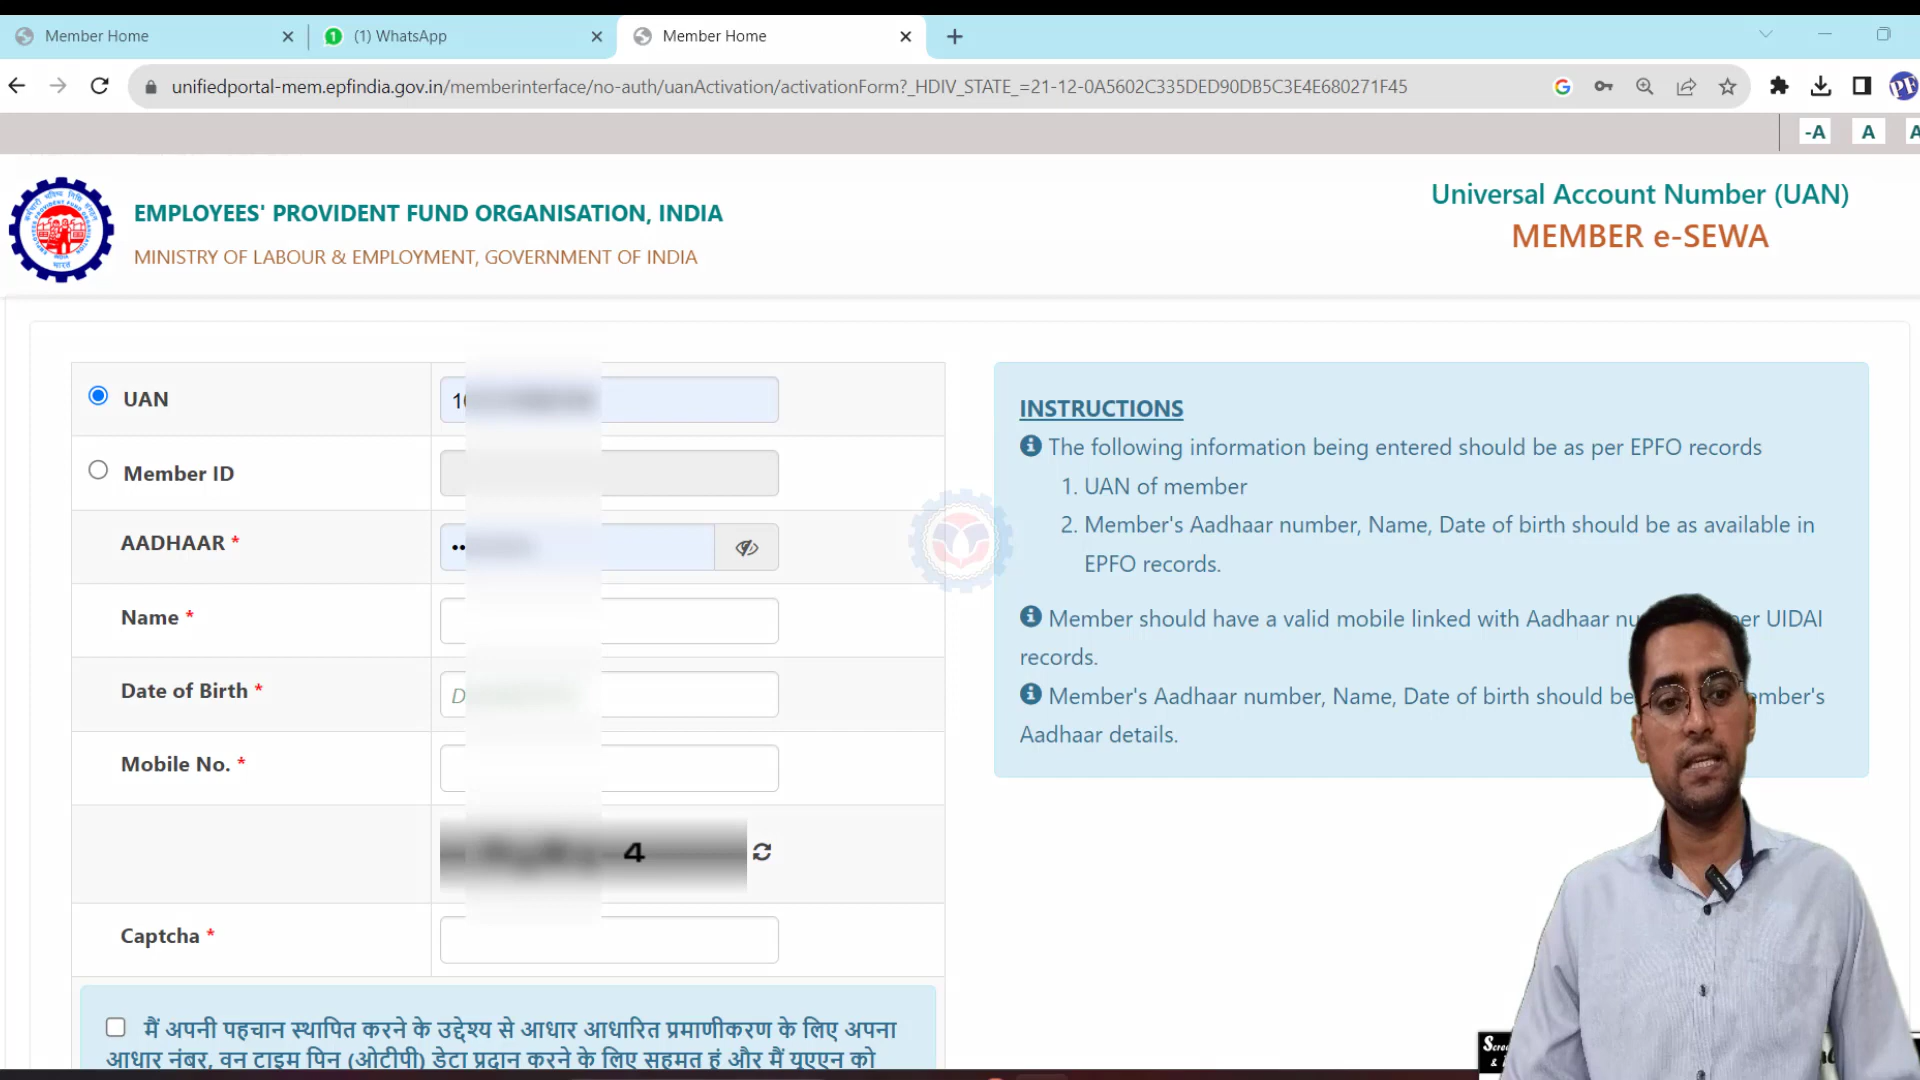 Member Home
(1) WhatsApp
Member Home
unifiedportal-mem.epfindia.gov.in/memberinterface/no-auth/uanActivation/activationForm?_HDIV_STATE_=21-12-0A5602C335DED90DB5C3E4E680271F45
-A A A
EMPLOYEES' PROVIDENT FUND ORGANISATION, INDIA
MINISTRY OF LABOUR & EMPLOYMENT, GOVERNMENT OF INDIA
Universal Account Number (UAN)
MEMBER e-SEWA
UAN
Member ID
AADHAAR *
Name *
Date of Birth *
Mobile No. *
4
Captcha *
मैं अपनी पहचान स्थापित करने के उद्देश्य से आधार आधारित प्रमाणीकरण के लिए अपना
आधार नंबर, वन टाइम पिन (ओटीपी) डेटा प्रदान करने के लिए सहमत हूं और मैं यूएएन को
INSTRUCTIONS
The following information being entered should be as per EPFO records
1. UAN of member
2. Member's Aadhaar number, Name, Date of birth should be as available in
EPFO records.
Member should have a valid mobile linked with Aadhaar UIDAI
records.
Member's Aadhaar number, Name, Date of birth should
Aadhaar details.